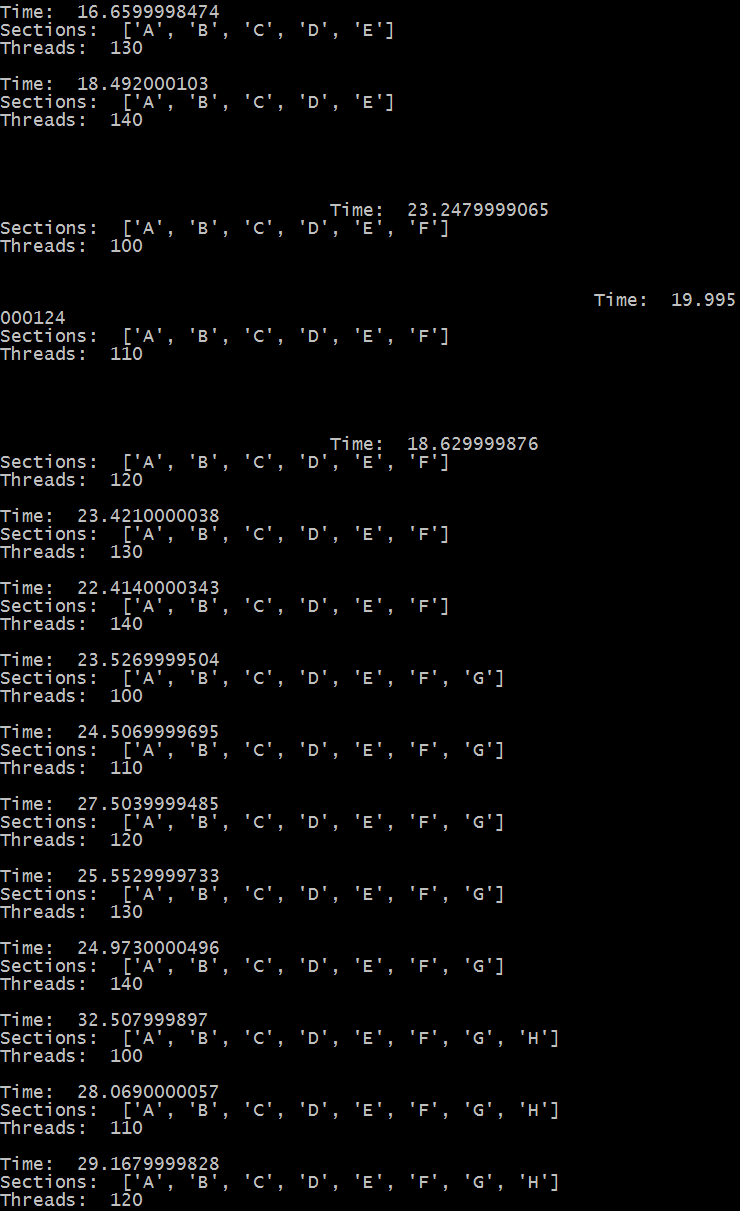 Time:  16.6599998474
Sections:  ['A', 'B', 'C', 'D', 'E']
Threads:  130
Time:  18.492000103
Sections:  ['A', 'B', 'C', 'D', 'E']
Threads:  140
Time:  23.2479999065
Sections:  ['A', 'B', 'C', 'D', 'E', 'F']
Threads:  100
Time:  19.995
000124
Sections:  ['A', 'B', 'C', 'D', 'E', 'F']
Threads:  110
Time:  18.629999876
Sections:  ['A', 'B', 'C', 'D', 'E', 'F']
Threads:  120
Time:  23.4210000038
Sections:  ['A', 'B', 'C', 'D', 'E', 'F']
Threads:  130
Time:  22.4140000343
Sections:  ['A', 'B', 'C', 'D', 'E', 'F']
Threads:  140
Time:  23.5269999504
Sections:  ['A', 'B', 'C', 'D', 'E', 'F', 'G']
Threads:  100
Time:  24.5069999695
Sections:  ['A', 'B', 'C', 'D', 'E', 'F', 'G']
Threads:  110
Time:  27.5039999485
Sections:  ['A', 'B', 'C', 'D', 'E', 'F', 'G']
Threads:  120
Time:  25.5529999733
Sections:  ['A', 'B', 'C', 'D', 'E', 'F', 'G']
Threads:  130
Time:  24.9730000496
Sections:  ['A', 'B', 'C', 'D', 'E', 'F', 'G']
Threads:  140
Time:  32.507999897
Sections:  ['A', 'B', 'C', 'D', 'E', 'F', 'G', 'H']
Threads:  100
Time:  28.0690000057
Sections:  ['A', 'B', 'C', 'D', 'E', 'F', 'G', 'H']
Threads:  110
Time:  29.1679999828
Sections:  ['A', 'B', 'C', 'D', 'E', 'F', 'G', 'H']
Threads:  120